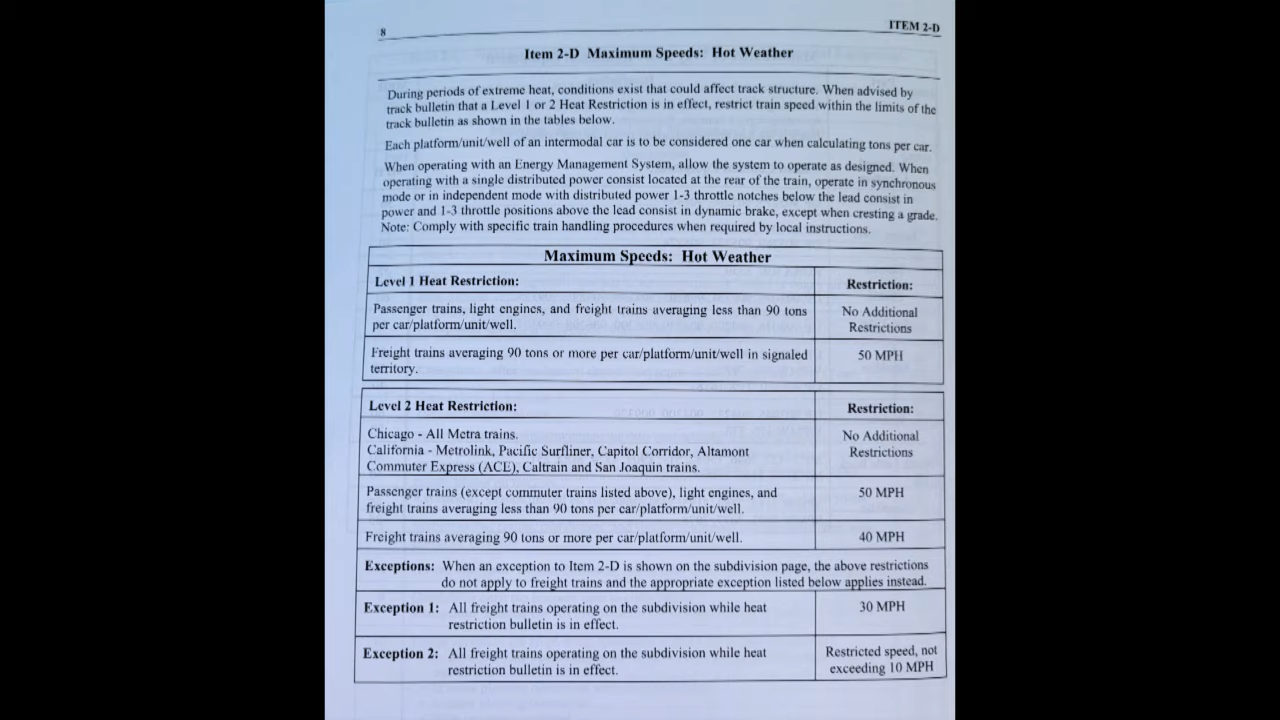 8
ITEM 2-D
Item 2-D Maximum Speeds: Hot Weather
During periods of extreme heat, conditions exist that could affect track structure. When advised by
track bulletin that a Level 1 or 2 Heat Restriction is in effect, restrict train speed within the limits of the
track bulletin as shown in the tables below.
Each platform/unit/well of an intermodal car is to be considered one car when calculating tons per car.
When operating with an Energy Management System, allow the system to operate as designed. When
operating with a single distributed power consist located at the rear of the train, operate in synchronous
mode or in independent mode with distributed power 1-3 throttle notches below the lead consist in
power and 1-3 throttle positions above the lead consist in dynamic brake, except when cresting a grade.
Note: Comply with specific train handling procedures when required by local instructions.
Maximum Speeds: Hot Weather
Level 1 Heat Restriction:
Restriction:
Passenger trains, light engines, and freight trains averaging less than 90 tons
per car/platform/unit/well.
No Additional
Restrictions
Freight trains averaging 90 tons or more per car/platform/unit/well in signaled
territory.
50 MPH
Level 2 Heat Restriction:
Restriction:
Chicago - All Metra trains.
California - Metrolink, Pacific Surfliner, Capitol Corridor, Altamont
Commuter Express (ACE), Caltrain and San Joaquin trains.
No Additional
Restrictions
Passenger trains (except commuter trains listed above), light engines, and
freight trains averaging less than 90 tons per car/platform/unit/well.
50 MPH
Freight trains averaging 90 tons or more per car/platform/unit/well.
40 MPH
Exceptions: When an exception to Item 2-D is shown on the subdivision page, the above restrictions
do not apply to freight trains and the appropriate exception listed below applies instead.
Exception 1: All freight trains operating on the subdivision while heat
restriction bulletin is in effect.
30 MPH
Exception 2: All freight trains operating on the subdivision while heat
restriction bulletin is in effect.
Restricted speed, not
exceeding 10 MPH